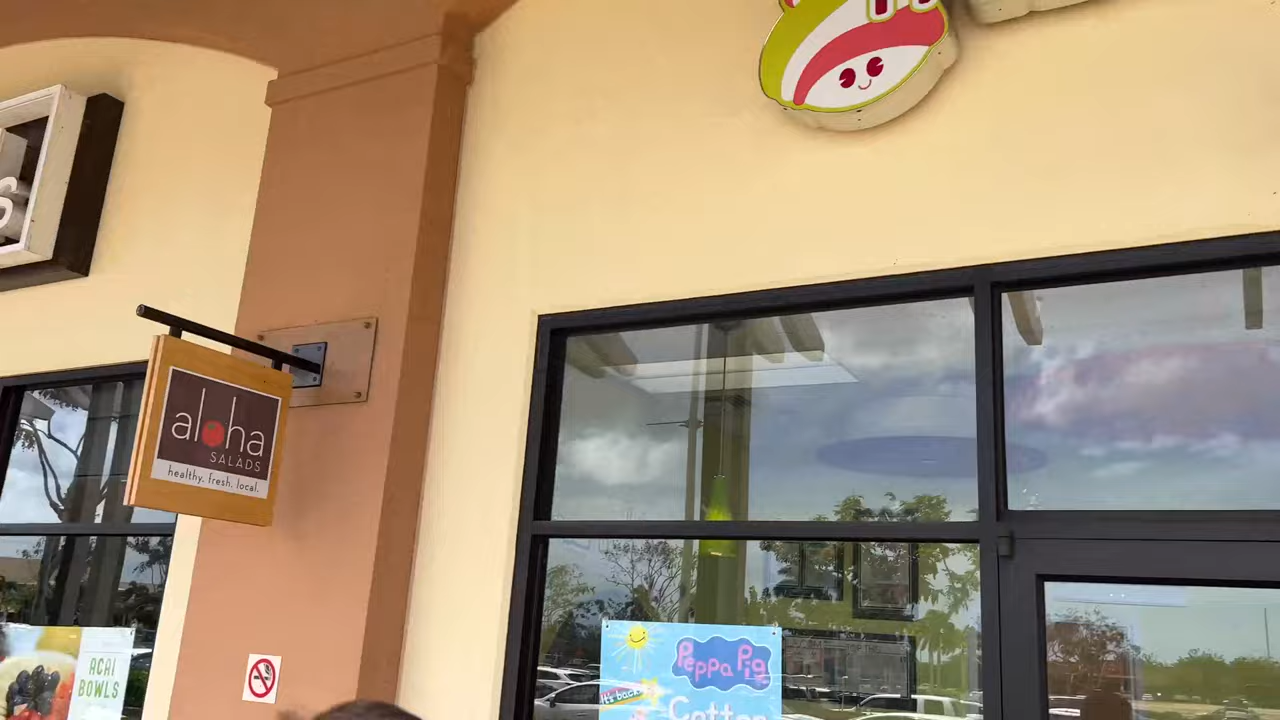 S
aloha
SALADS
healthy. fresh. local.
ACAI
BOWLS
Peppa Pig
It's back!
Cotton